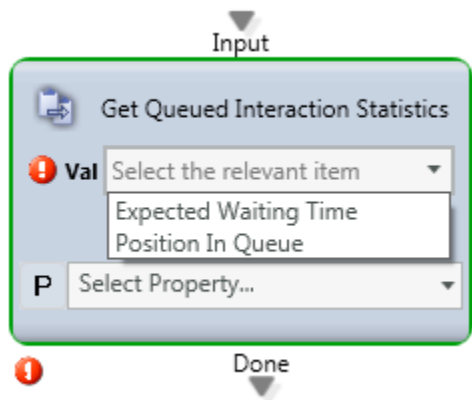 Input
Get Queued Interaction Statistics
Val Select the relevant item
Expected Waiting Time
Position In Queue
P Select Property...
Done